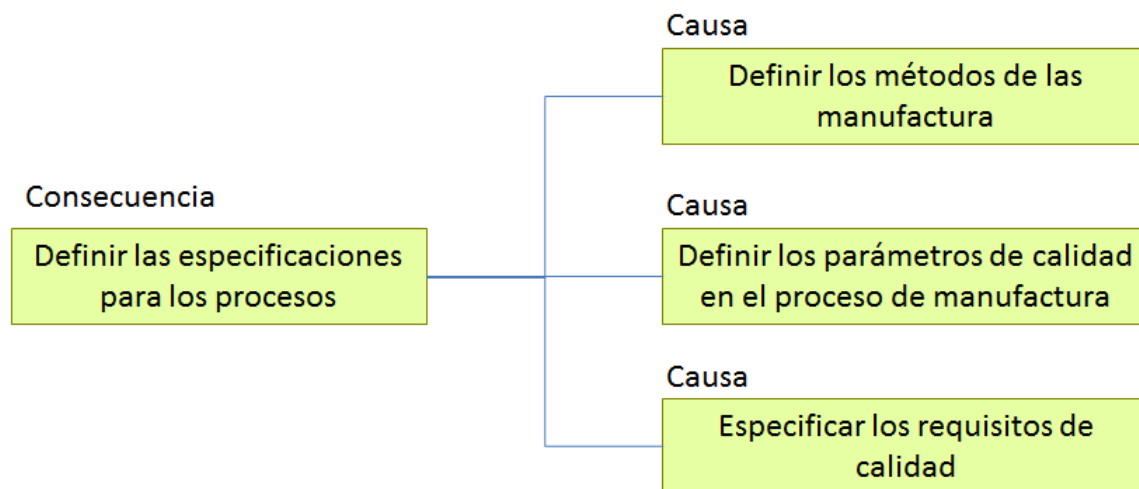 Causa
Definir los métodos de las
manufactura
Consecuencia
Definir las especificaciones
para los procesos
Causa
Definir los parámetros de calidad
en el proceso de manufactura
Causa
Especificar los requisitos de
calidad